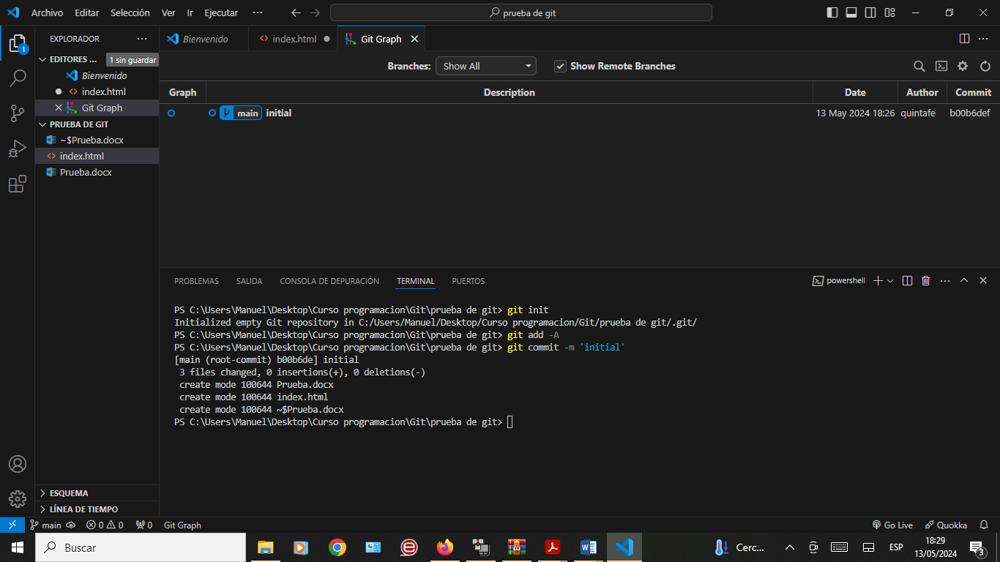 Archivo Editar Selección Ver Ir Ejecutar ··· prueba de git
EXPLORADOR ···
EDITORES ... 1 sin guardar
Bienvenido
index.html
Git Graph
PRUEBA DE GIT
~$Prueba.docx
index.html
Prueba.docx
ESQUEMA
LÍNEA DE TIEMPO
1
Bienvenido index.html Git Graph
Branches: Show All Show Remote Branches
Graph Description Date Author Commit
main initial 13 May 2024 18:26 quintafe b00b6def
PROBLEMAS SALIDA CONSOLA DE DEPURACIÓN TERMINAL PUERTOS powershell
PS C:\Users\Manuel\Desktop\Curso programacion\Git\prueba de git> git init
Initialized empty Git repository in C:/Users/Manuel/Desktop/Curso programacion/Git/prueba de git/.git/
PS C:\Users\Manuel\Desktop\Curso programacion\Git\prueba de git> git add -A
PS C:\Users\Manuel\Desktop\Curso programacion\Git\prueba de git> git commit -m 'initial'
[main (root-commit) b00b6de] initial
3 files changed, 0 insertions(+), 0 deletions(-)
create mode 100644 Prueba.docx
create mode 100644 index.html
create mode 100644 ~$Prueba.docx
PS C:\Users\Manuel\Desktop\Curso programacion\Git\prueba de git>
main 0 0 0 Git Graph Go Live Quokka
Buscar Cerc... ESP 18:29
13/05/2024 3